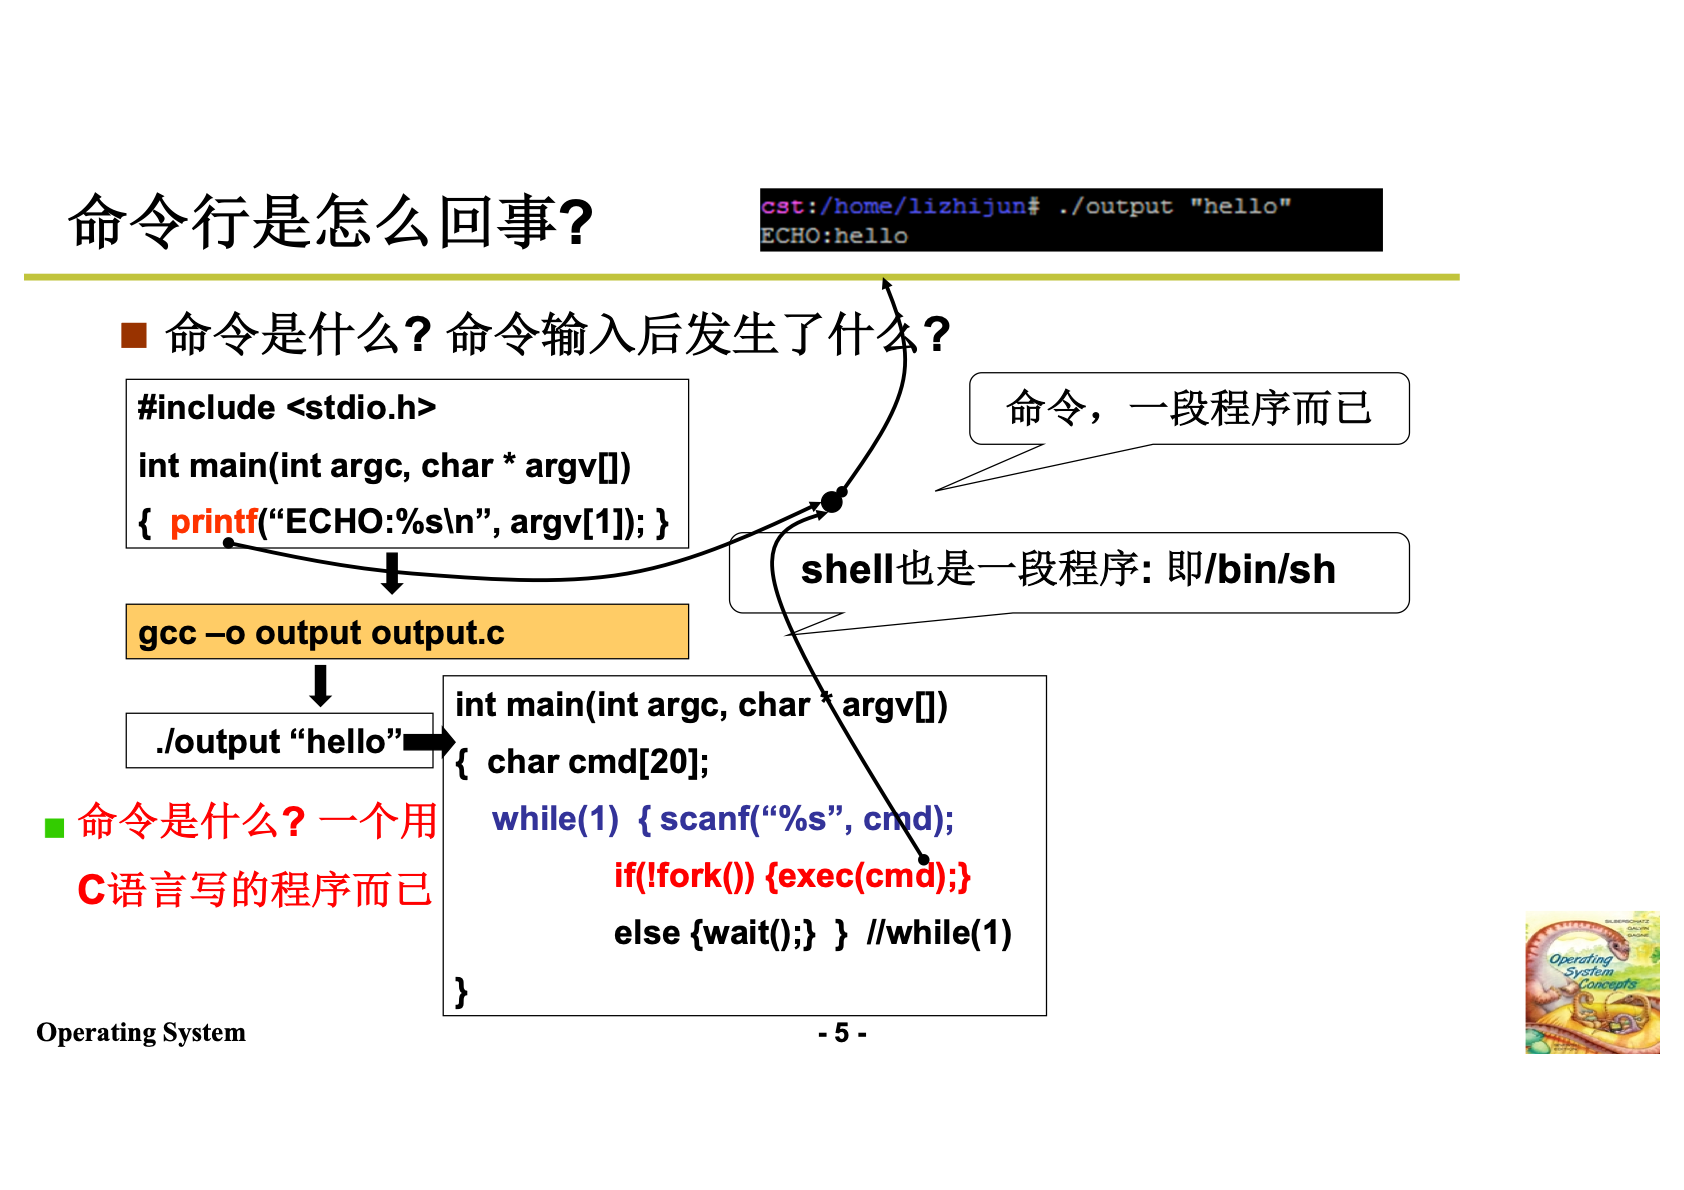 命令行是怎么回事?
cst:/home/lizhijun# ./output "hello"
ECHO:hello
命令是什么? 命令输入后发生了什么?
#include <stdio.h>
int main(int argc, char * argv[])
{ printf(“ECHO:%s\n”, argv[1]); }
命令，一段程序而已
shell也是一段程序: 即/bin/sh
gcc –o output output.c
./output “hello”
int main(int argc, char * argv[])
{ char cmd[20];
while(1) { scanf(“%s”, cmd);
if(!fork()) {exec(cmd);}
else {wait();} } //while(1)
}
命令是什么? 一个用
C语言写的程序而已
Operating System
- 5 -
SILBERSCHATZ
GALVIN
GAGNE
Operating
System
Concepts